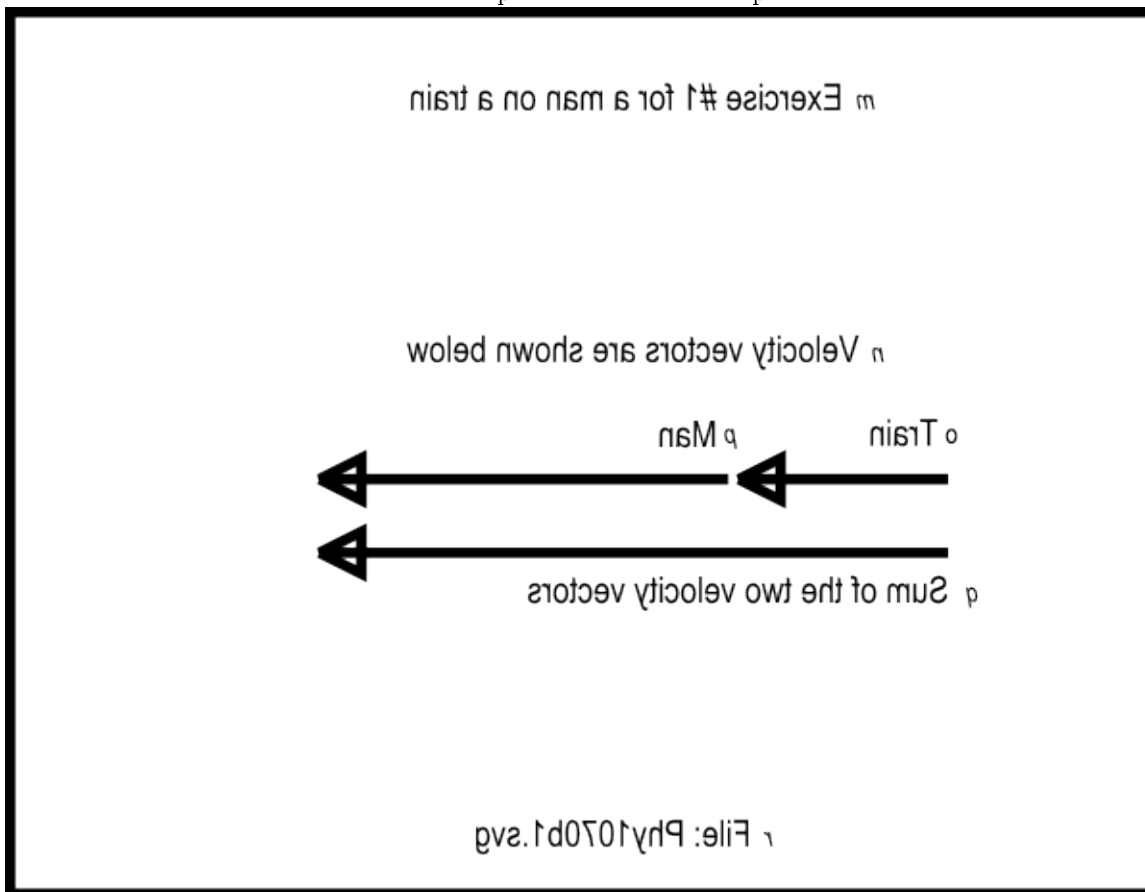 m Exercise #1 for a man on a train
n Velocity vectors are shown below
o Train
p Man
q Sum of the two velocity vectors
r File: Phy1070b1.svg